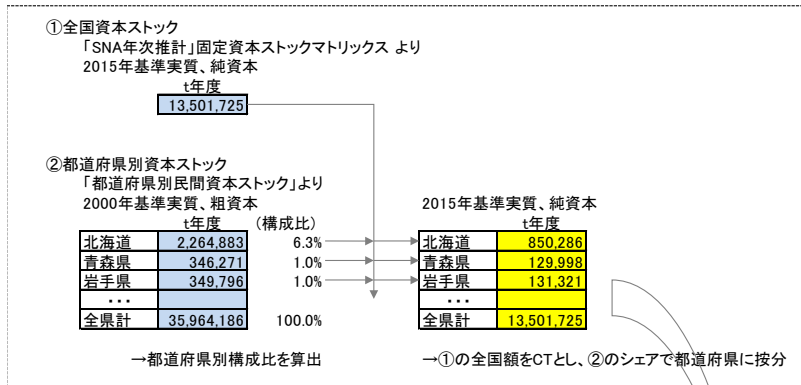 ①全国資本ストック
「SNA年次推計」固定資本ストックマトリックス より
2015年基準実質、純資本
t年度
13,501,725
②都道府県別資本ストック
「都道府県別民間資本ストック」より
2000年基準実質、粗資本
t年度 (構成比)
北海道 2,264,883 6.3%
青森県 346,271 1.0%
岩手県 349,796 1.0%
・・・
全県計 35,964,186 100.0%
→都道府県別構成比を算出
2015年基準実質、純資本
t年度
北海道 850,286
青森県 129,998
岩手県 131,321
・・・
全県計 13,501,725
→①の全国額をCTとし、②のシェアで都道府県に按分